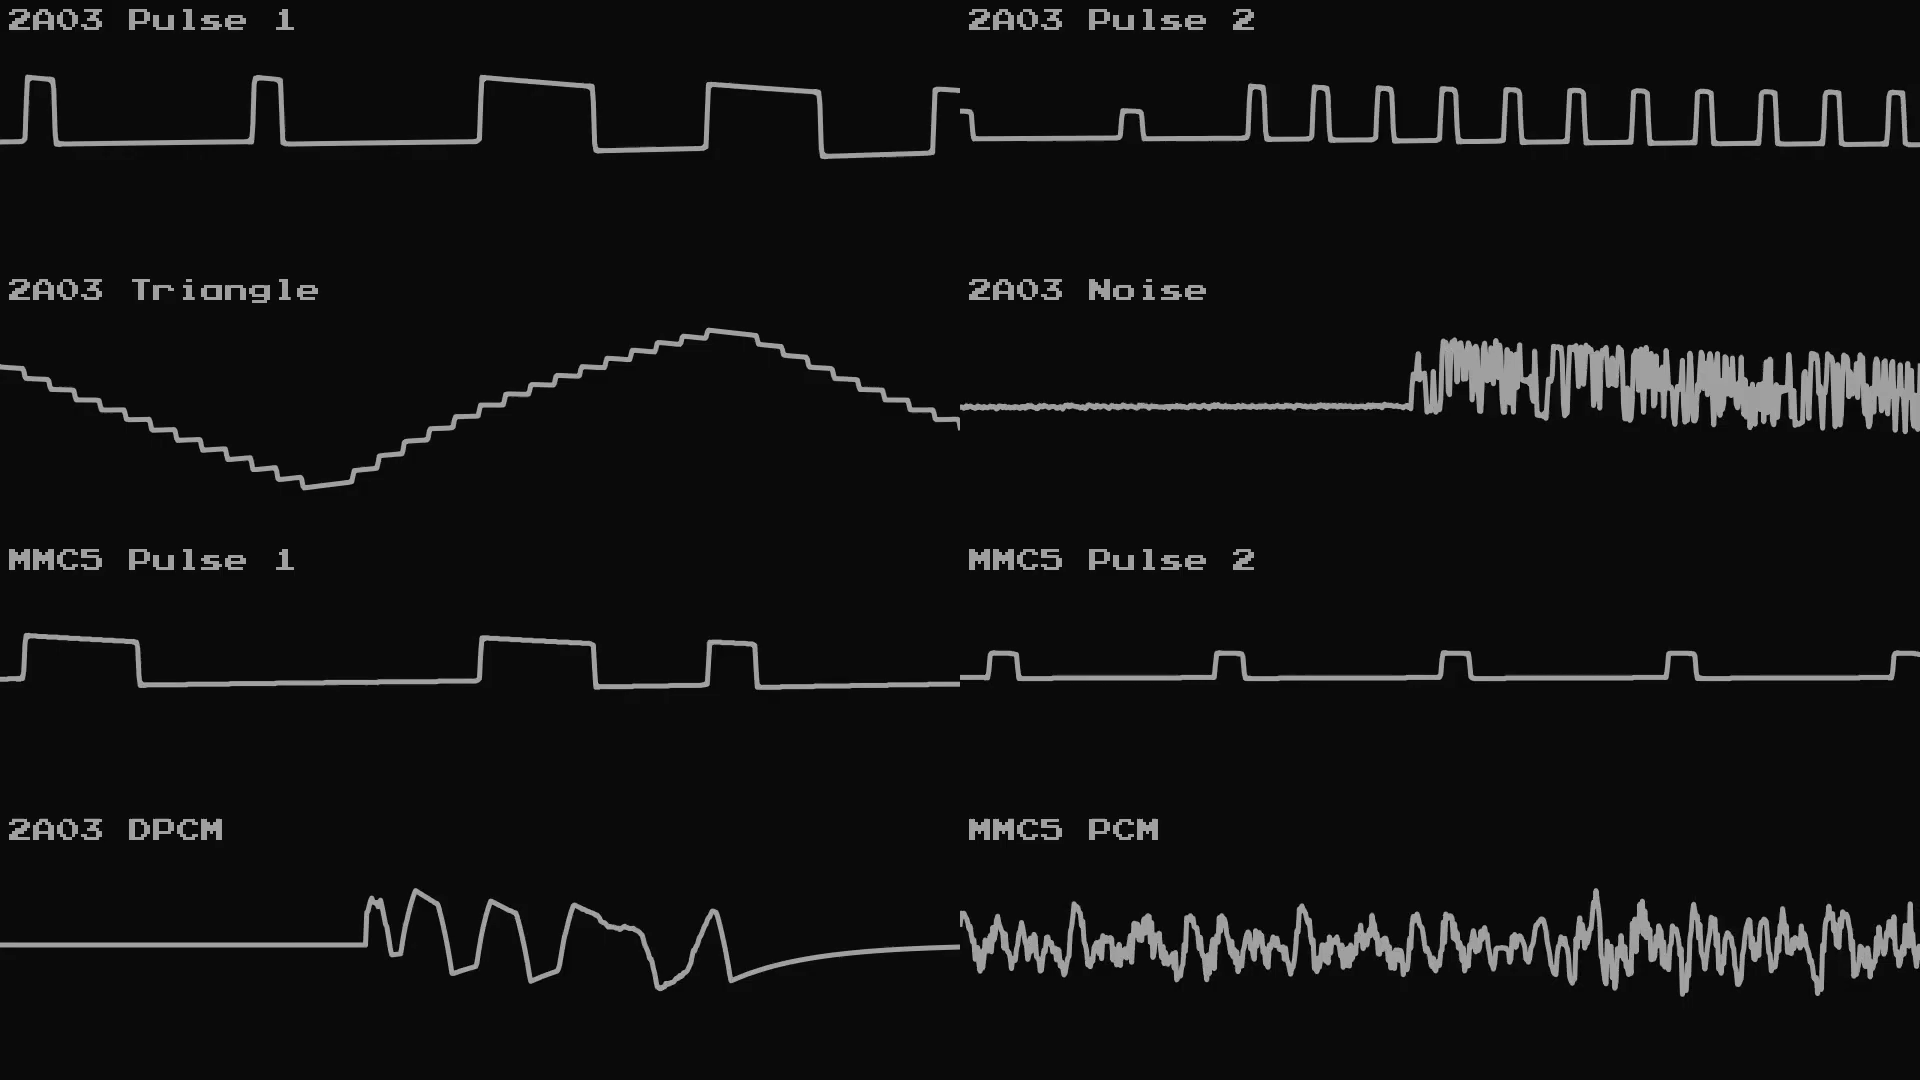 2A03 Pulse 1
2A03 Pulse 2
2A03 Triangle
2A03 Noise
MMC5 Pulse 1
MMC5 Pulse 2
2A03 DPCM
MMC5 PCM